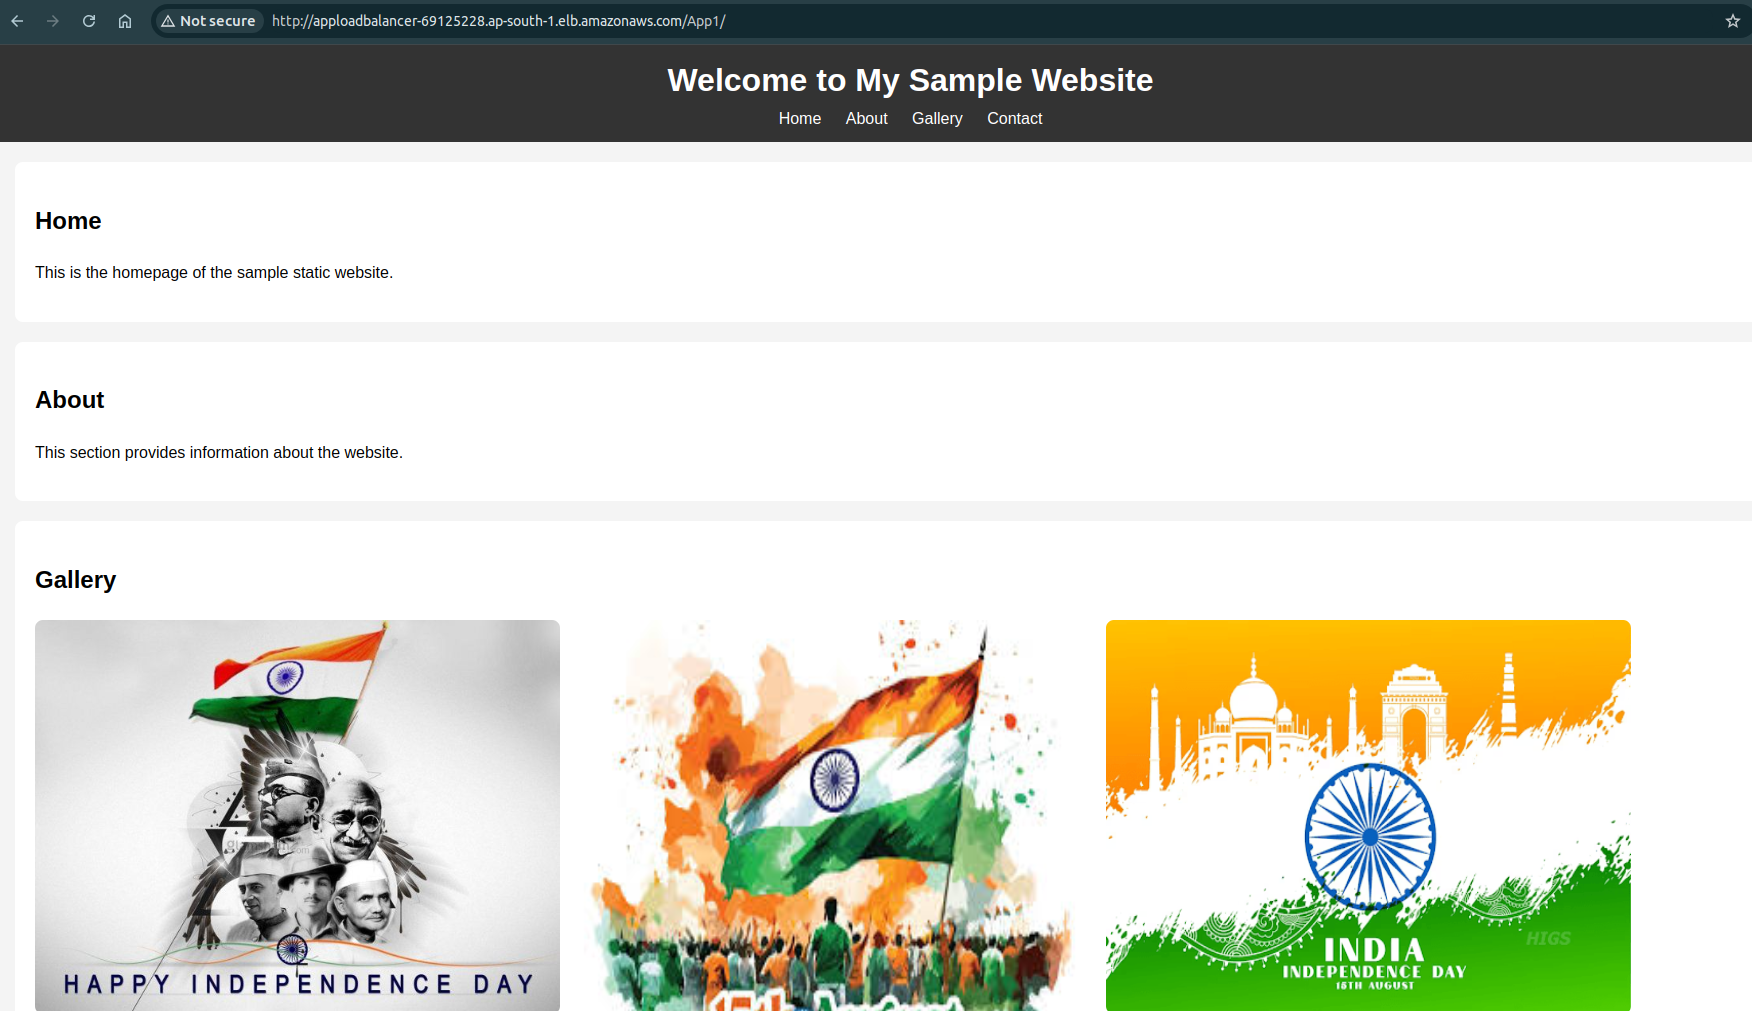 Not secure http://apploadbalancer-69125228.ap-south-1.elb.amazonaws.com/App1/
Welcome to My Sample Website
Home About Gallery Contact
Home
This is the homepage of the sample static website.
About
This section provides information about the website.
Gallery
HAPPY INDEPENDENCE DAY
15th August
HIGS
INDIA
INDEPENDENCE DAY
15TH AUGUST